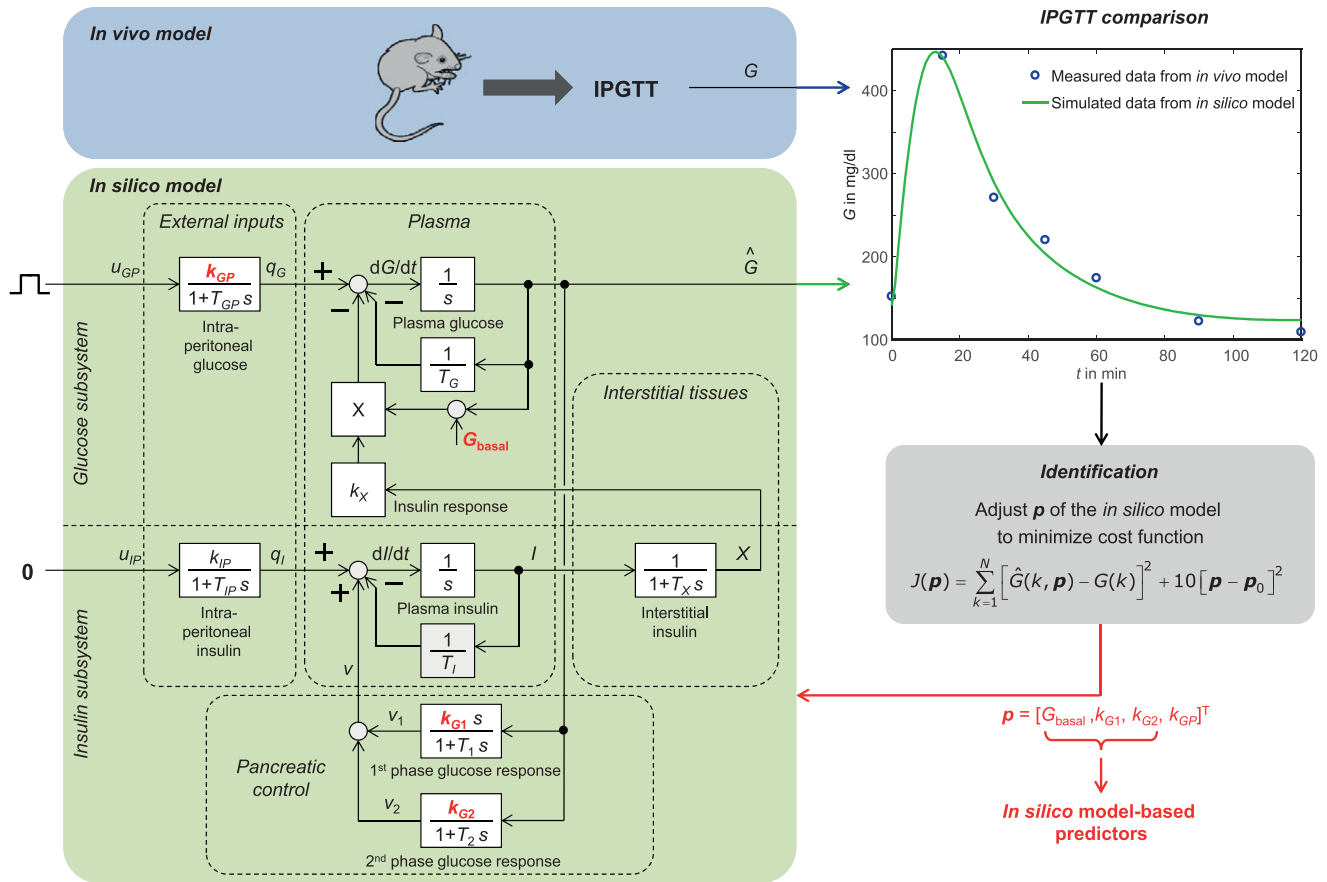 In vivo model
IPGTT
G
IPGTT comparison
Measured data from in vivo model
Simulated data from in silico model
G in mg/dl
400
300
200
100
0
20
40
60
80
100
120
t in min
In silico model
External inputs
Plasma
Interstitial tissues
Glucose subsystem
Insulin subsystem
u_GP
k_GP
1+T_GP s
q_G
Intra-
peritoneal
glucose
+
−
dG/dt
−
1
s
Plasma glucose
1
T_G
X
G_basal
k_X
Insulin response
Ĝ
0
u_IP
k_IP
1+T_IP s
q_I
Intra-
peritoneal
insulin
+
+
dI/dt
−
1
s
Plasma insulin
1
T_I
I
1
1+T_X s
X
Interstitial
insulin
v
Pancreatic
control
v_1
k_G1 s
1+T_1 s
1st phase glucose response
v_2
k_G2
1+T_2 s
2nd phase glucose response
Identification
Adjust p of the in silico model
to minimize cost function
J(p) = ∑_{k=1}^{N} [Ĝ(k, p) − G(k)]² + 10[p − p_0]²
p = [G_basal ,k_G1, k_G2, k_GP]^T
In silico model-based
predictors